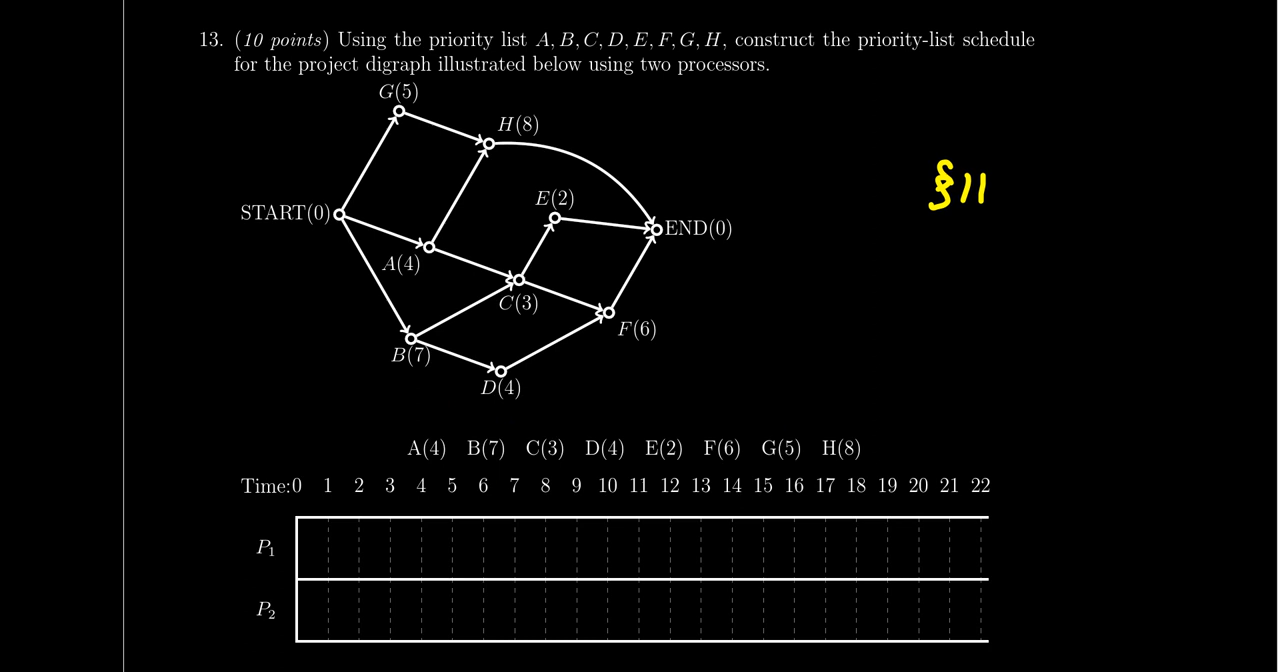 13. (10 points) Using the priority list A, B, C, D, E, F, G, H, construct the priority-list schedule
for the project digraph illustrated below using two processors.
G(5)
H(8)
§11
E(2)
START(0)
END(0)
A(4)
C(3)
F(6)
B(7)
D(4)
A(4) B(7) C(3) D(4) E(2) F(6) G(5) H(8)
Time:0 1 2 3 4 5 6 7 8 9 10 11 12 13 14 15 16 17 18 19 20 21 22
P₁
P₂